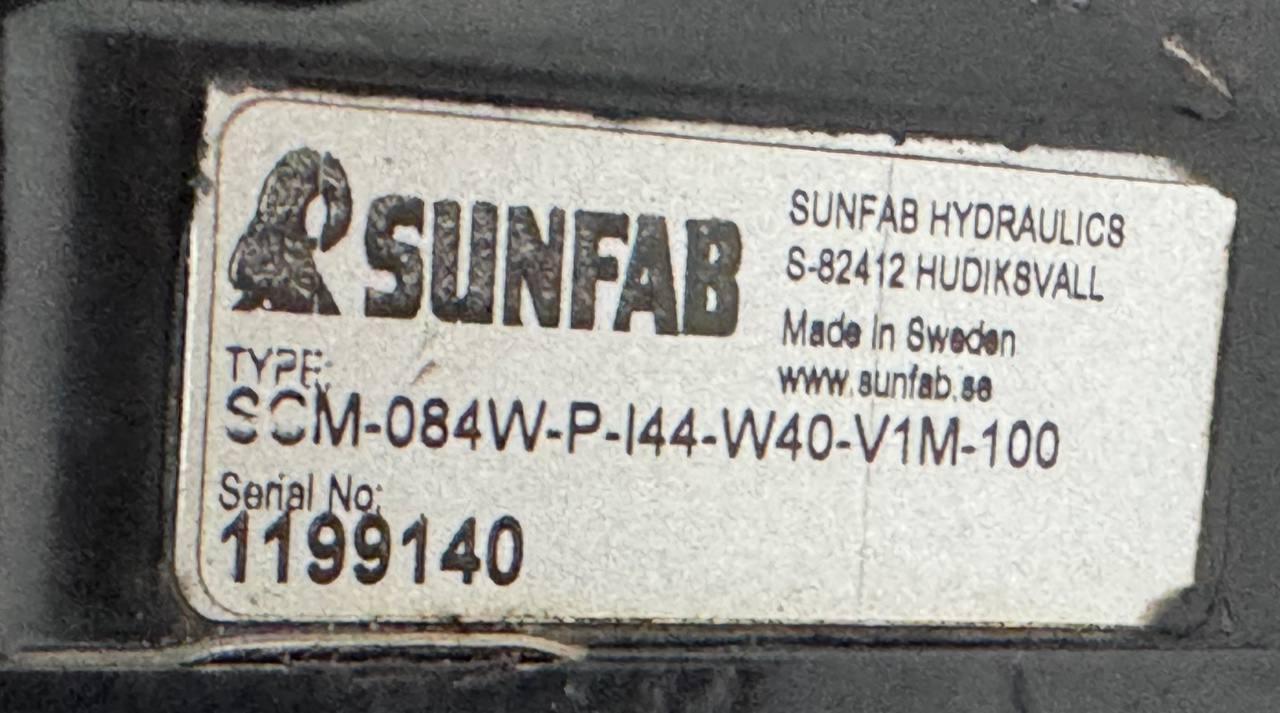 SUNFAB
SUNFAB HYDRAULICS
S-82412 HUDIKSVALL
Made in Sweden
www.sunfab.se
TYPE:
SCM-084W-P-I44-W40-V1M-100
Serial No:
1199140